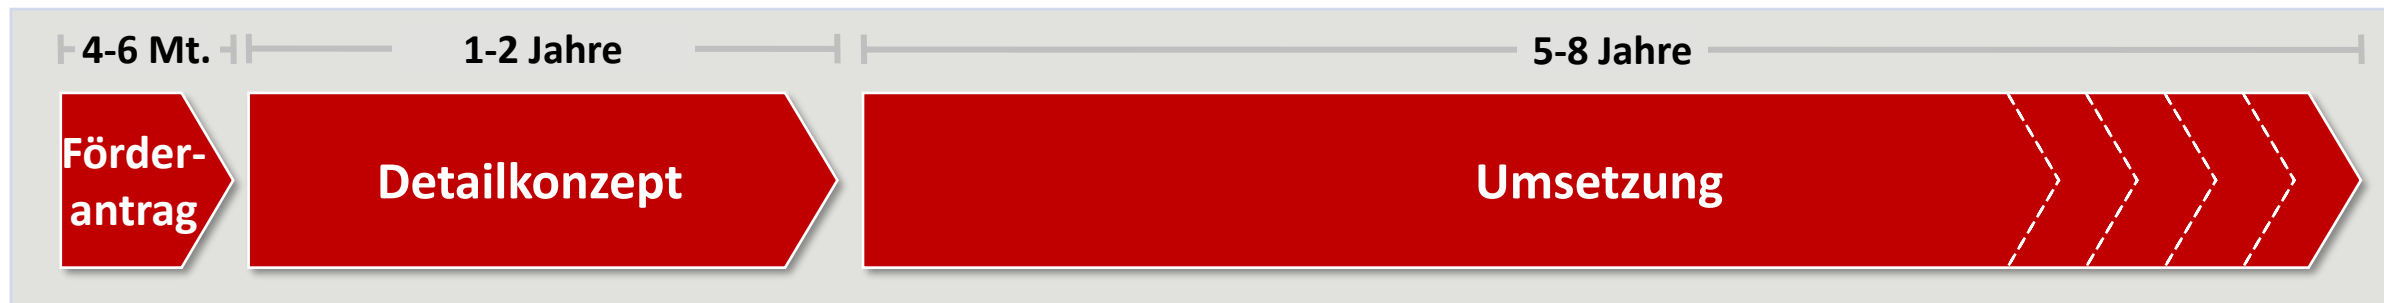 4-6 Mt.
1-2 Jahre
5-8 Jahre
Förder-
antrag
Detailkonzept
Umsetzung